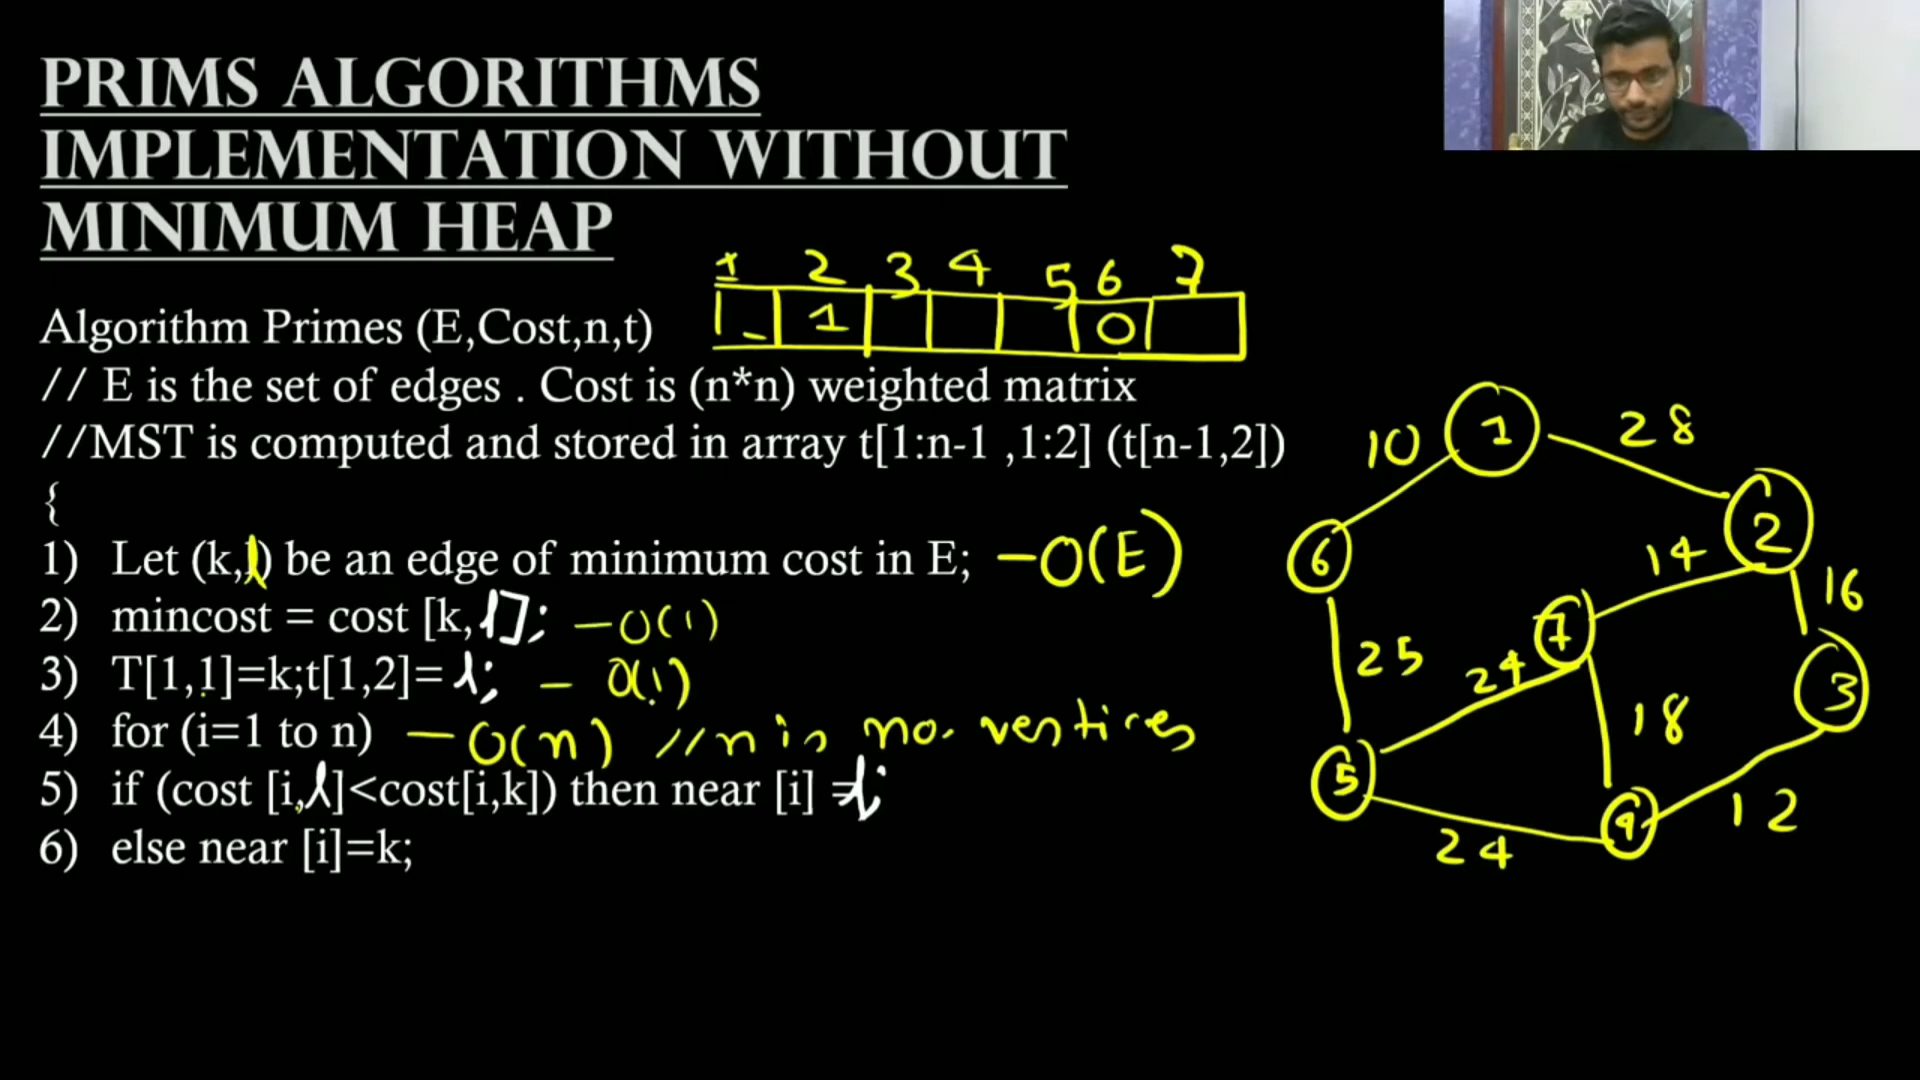 PRIMS ALGORITHMS
IMPLEMENTATION WITHOUT
MINIMUM HEAP
1 2 3 4 5 6 7
- 1 0
Algorithm Primes (E,Cost,n,t)
// E is the set of edges . Cost is (n*n) weighted matrix
//MST is computed and stored in array t[1:n-1 ,1:2] (t[n-1,2])
{
1) Let (k,l) be an edge of minimum cost in E; - O(E)
2) mincost = cost [k,l]; - O(1)
3) T[1,1]=k;t[1,2]= l; - O(1)
4) for (i=1 to n) - O(n) // n is no. vertices
5) if (cost [i,l]<cost[i,k]) then near [i] =l;
6) else near [i]=k;
10 1 28
2
6 14 16
7
25 24 3
18
5 12
4
24